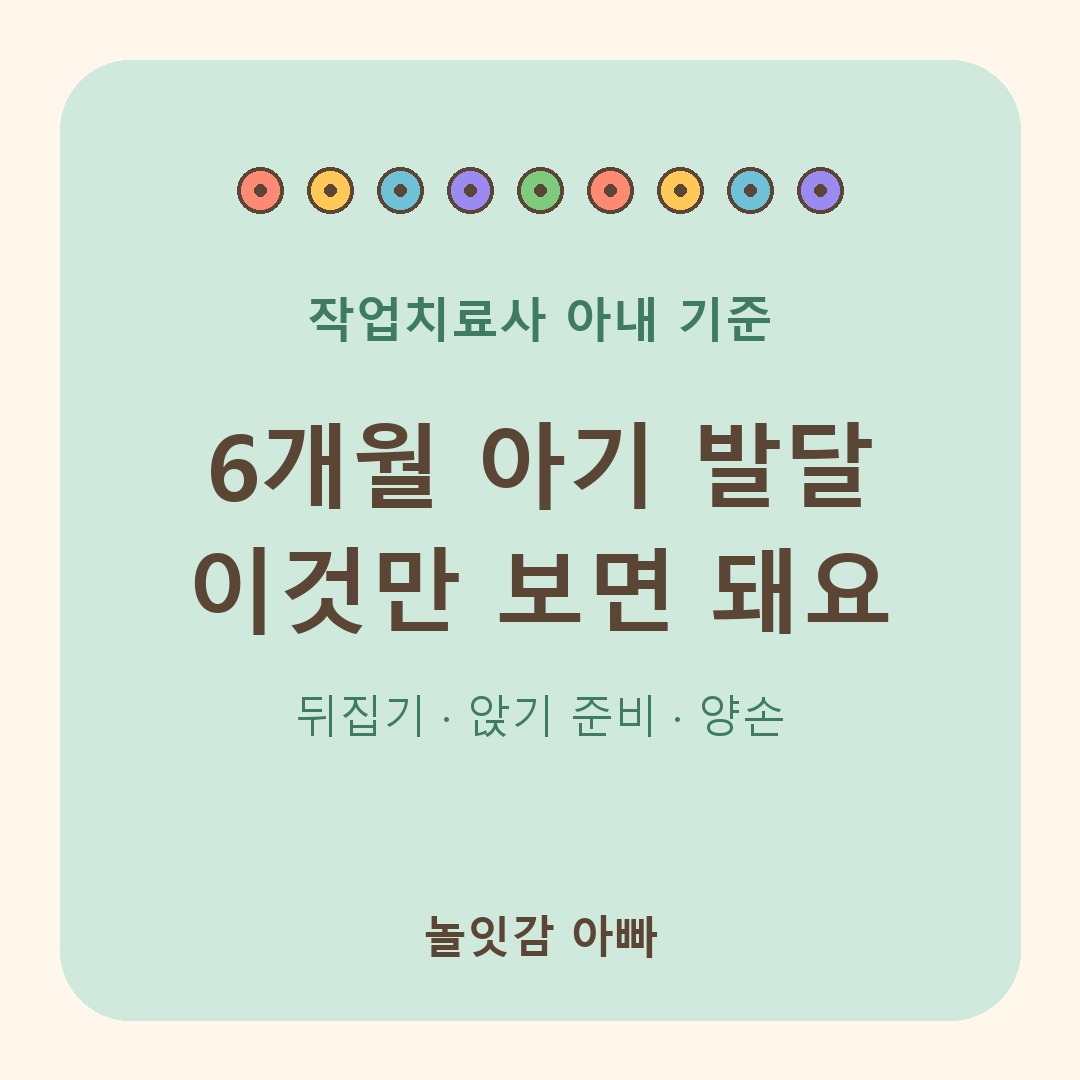 작업치료사 아내 기준
6개월 아기 발달
이것만 보면 돼요
뒤집기 · 앉기 준비 · 양손
놀잇감 아빠